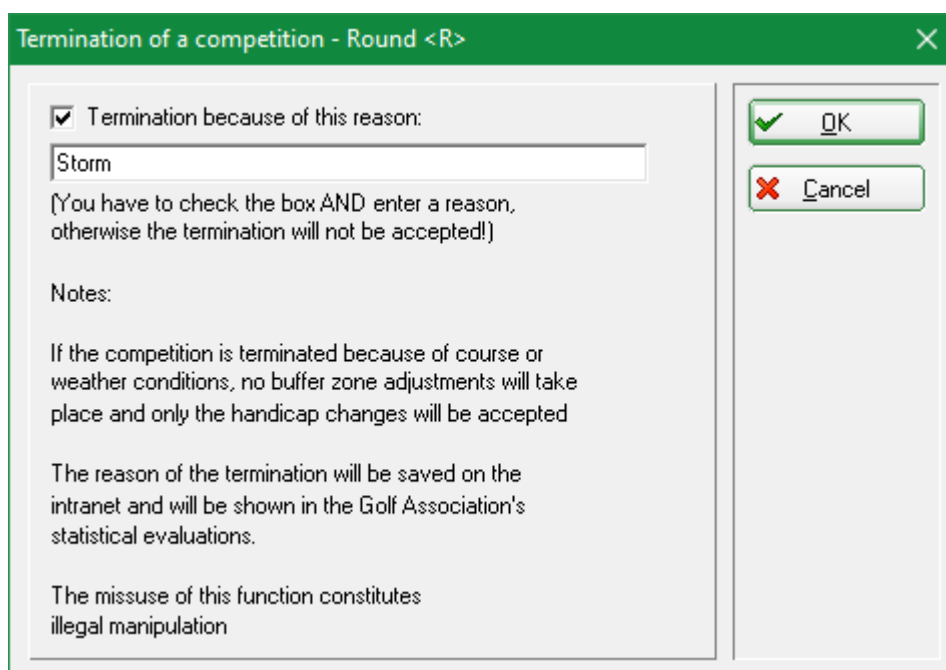 Termination of a competition - Round <R>
Termination because of this reason:
Storm
(You have to check the box AND enter a reason,
otherwise the termination will not be accepted!)
Notes:
If the competition is terminated because of course or
weather conditions, no buffer zone adjustments will take
place and only the handicap changes will be accepted
The reason of the termination will be saved on the
intranet and will be shown in the Golf Association's
statistical evaluations.
The missuse of this function constitutes
illegal manipulation
OK
Cancel